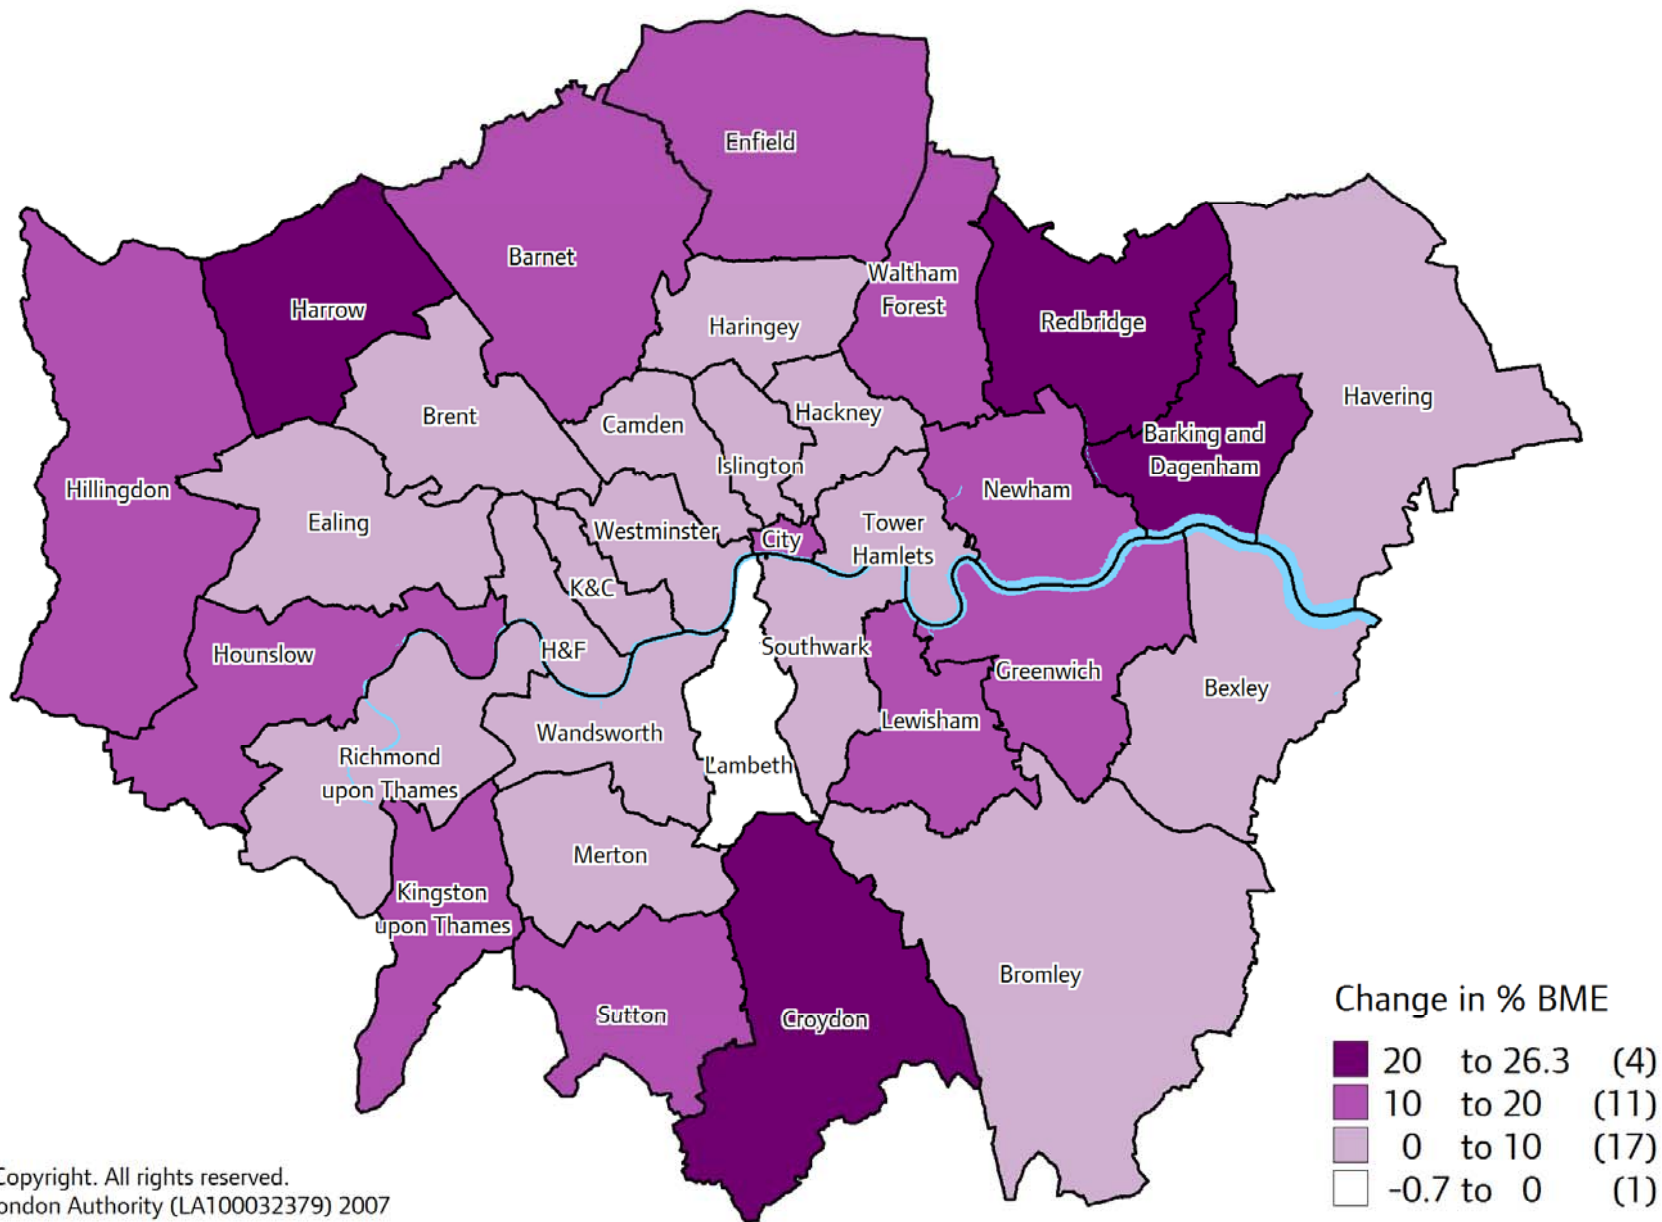 Enfield
Barnet
Waltham
Forest
Harrow
Redbridge
Haringey
Havering
Brent
Camden
Hackney
Barking and
Dagenham
Islington
Hillingdon
Newham
Ealing
Westminster
City
Tower
Hamlets
K&C
Hounslow
H&F
Southwark
Greenwich
Bexley
Lewisham
Wandsworth
Richmond
upon Thames
Lambeth
Merton
Kingston
upon Thames
Bromley
Sutton
Croydon
Change in % BME
20 to 26.3 (4)
10 to 20 (11)
0 to 10 (17)
-0.7 to 0 (1)
Copyright. All rights reserved.
ondon Authority (LA100032379) 2007